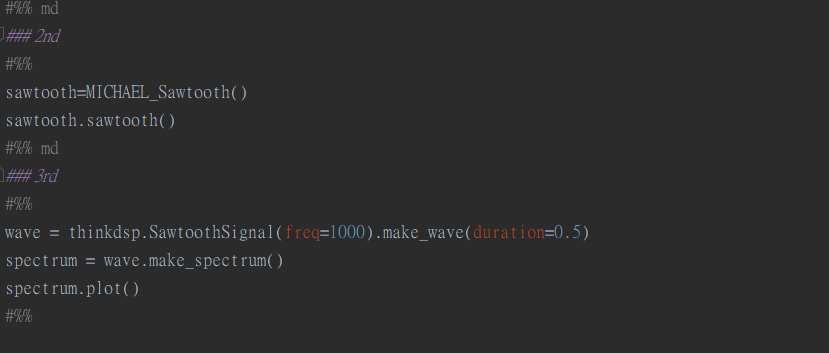 #%% md
### 2nd
#%%
sawtooth=MICHAEL_Sawtooth()
sawtooth.sawtooth()
#%% md
### 3rd
#%%
wave = thinkdsp.SawtoothSignal(freq=1000).make_wave(duration=0.5)
spectrum = wave.make_spectrum()
spectrum.plot()
#%%